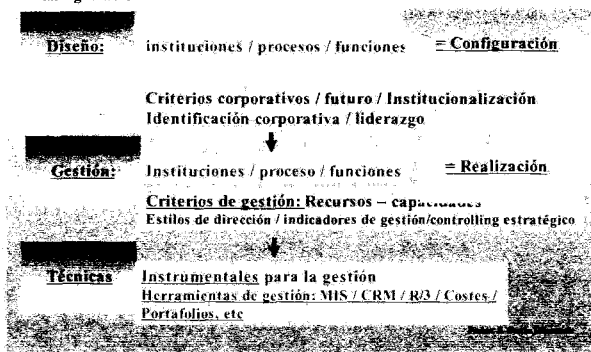 Diseño: instituciones / procesos / funciones = Configuración
Criterios corporativos / futuro / Institucionalización
Identificación corporativa / liderazgo
Gestión: Instituciones / proceso / funciones = Realización
Criterios de gestión: Recursos – capacidades
Estilos de dirección / indicadores de gestión/controlling estratégico
Técnicas Instrumentales para la gestión
Herramientas de gestión: MIS / CRM / R/3 / Costes /
Portafolios, etc